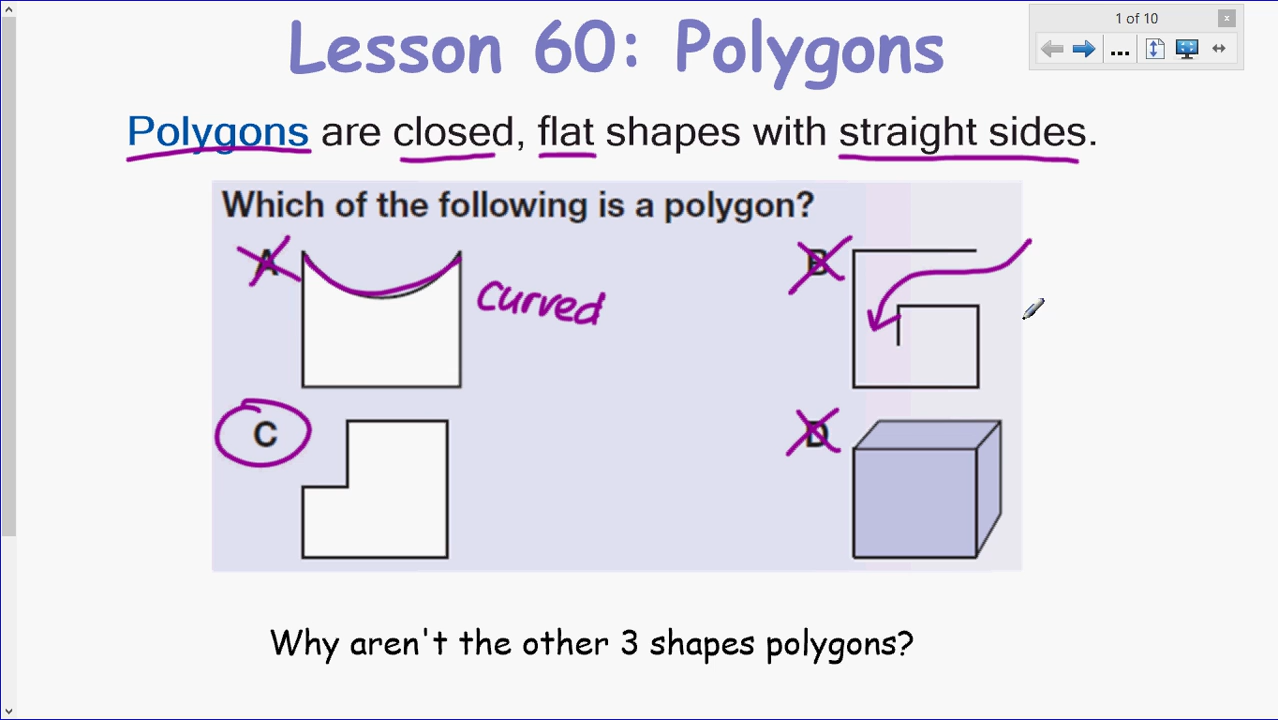 Lesson 60: Polygons
1 of 10
Polygons are closed, flat shapes with straight sides.
Which of the following is a polygon?
A
curved
B
C
D
Why aren't the other 3 shapes polygons?